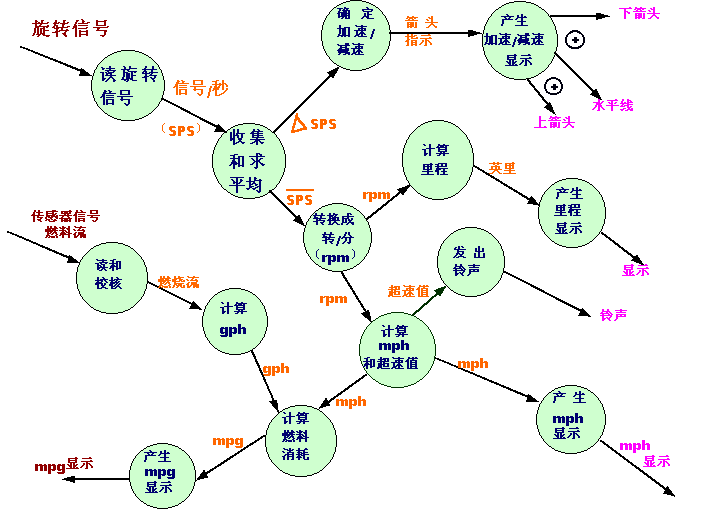 旋转信号
读旋转
信号
信号/秒
（SPS）
收集
和求
平均
△SPS
确定
加速/
减速
箭头
指示
产生
加速/减速
显示
下箭头
+
+
水平线
上箭头
SPS
转换成
转/分
（rpm）
rpm
计算
里程
英里
产生
里程
显示
显示
传感器信号
燃料流
读和
校核
燃烧流
计算
gph
gph
rpm
计算
mph
和超速值
超速值
发出
铃声
铃声
mph
产生
mph
显示
mph
显示
mph
计算
燃料
消耗
mpg
产生
mpg
显示
mpg显示